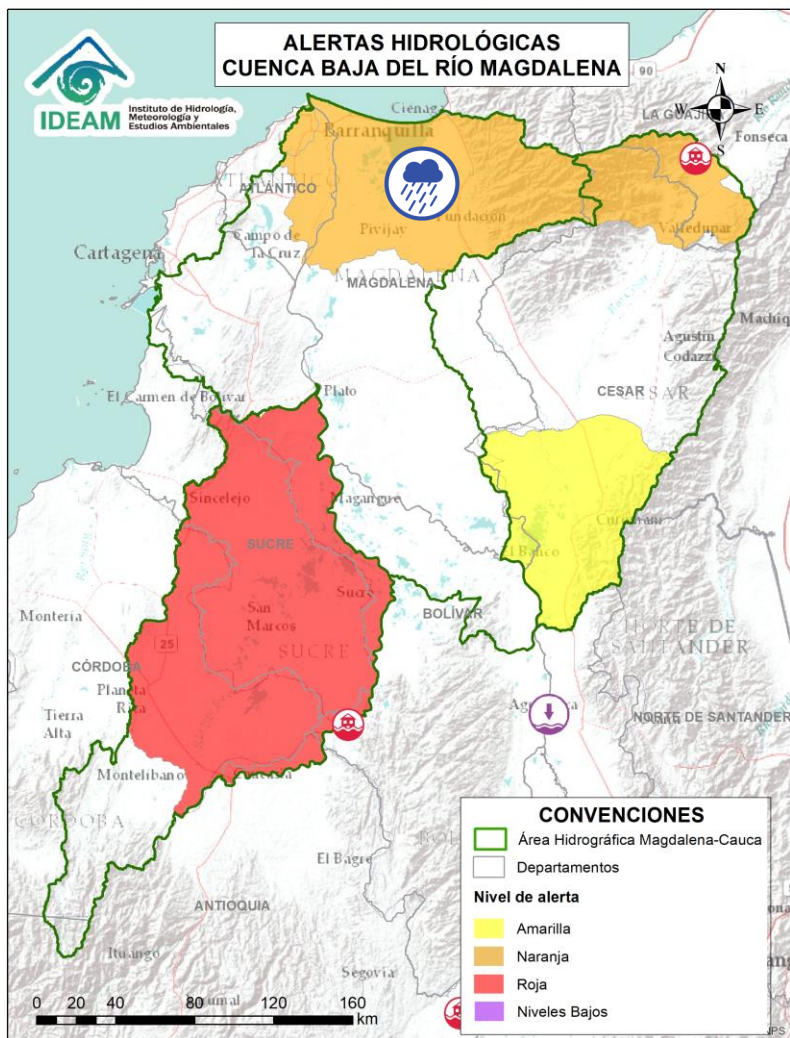 ALERTAS HIDROLÓGICAS
CUENCA BAJA DEL RÍO MAGDALENA
IDEAM
Instituto de Hidrología,
Meteorología y
Estudios Ambientales
90
N
W
E
S
LA GUAJIRA
Fonseca
Ciénaga
Barranquilla
ATLÁNTICO
Pivijay
Fundación
Valledupar
Cartagena
Campo de
la Cruz
MAGDALENA
MAGDALENA
Agustín
Codazzi
El Carmen de Bolívar
Plato
CESAR
CESAR
Sincelejo
Magangue
SUCRE
El Banco
San
Marcos
Sucre
BOLÍVAR
Montería
SUCRE
NORTE DE
SANTANDER
25
CÓRDOBA
Planeta
Rica
Tierra
Alta
NORTE DE SANTANDER
Montelibano
CÓRDOBA
El Bagre
ANTIOQUIA
Ituango
Segovia
CONVENCIONES
Área Hidrográfica Magdalena-Cauca
Departamentos
Nivel de alerta
Amarilla
Naranja
Roja
Niveles Bajos
0 20 40 80 120 160
km